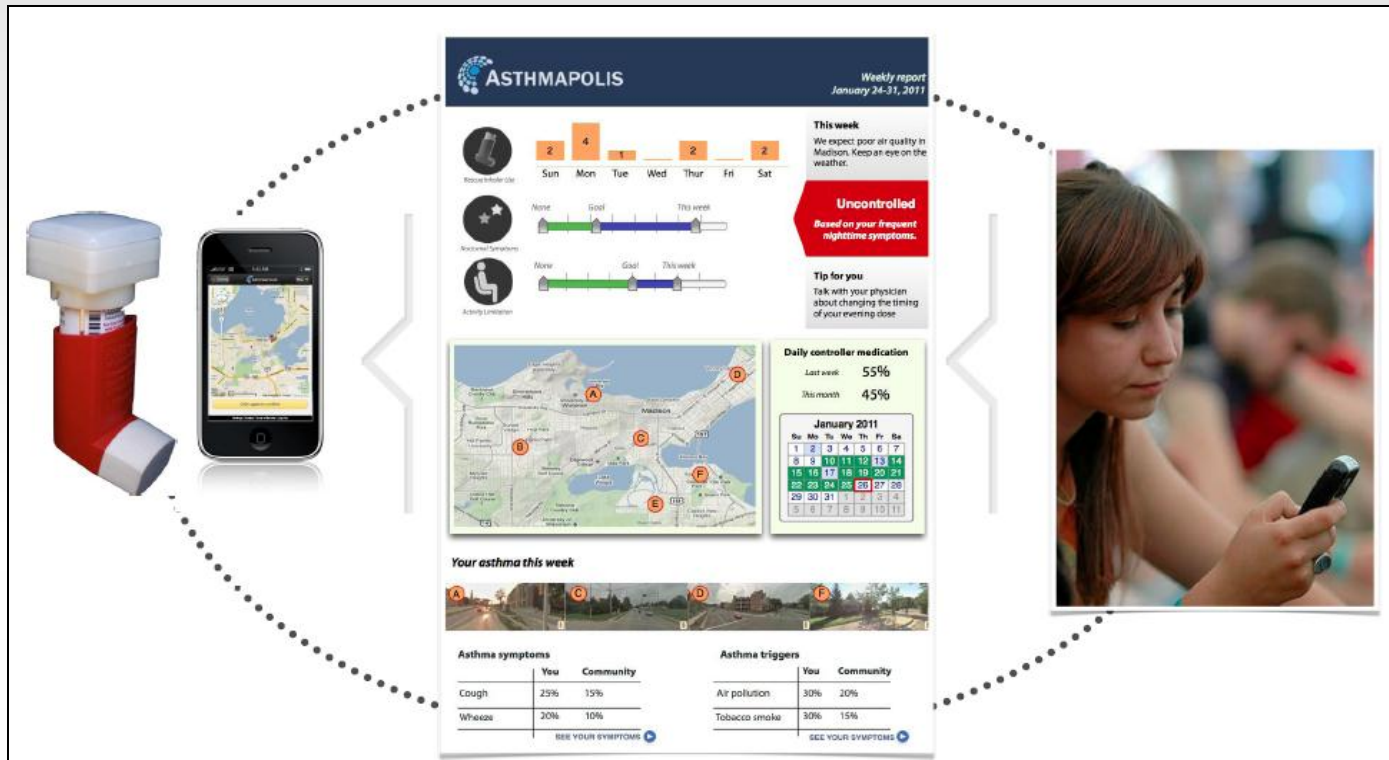 ASTHMAPOLIS
Weekly report
January 24-31, 2011
2
4
1
2
2
Sun Mon Tue Wed Thur Fri Sat
Rescue Inhaler Use
This week
We expect poor air quality in
Madison. Keep an eye on the
weather.
None Goal This week
Nocturnal Symptoms
Uncontrolled
Based on your frequent
nighttime symptoms.
None Goal This week
Activity Limitation
Tip for you
Talk with your physician
about changing the timing
of your evening dose
A
B
C
D
E
F
Madison
Daily controller medication
Last week 55%
This month 45%
January 2011
Su Mo Tu We Th Fr Sa
1 2 3 4 5 6 7
8 9 10 11 12 13 14
15 16 17 18 19 20 21
22 23 24 25 26 27 28
29 30 31 1 2 3 4
5 6 7 8 9 10 11
Your asthma this week
A C D F
Asthma symptoms
You Community
Cough 25% 15%
Wheeze 20% 10%
SEE YOUR SYMPTOMS
Asthma triggers
You Community
Air pollution 30% 20%
Tobacco smoke 30% 15%
SEE YOUR SYMPTOMS